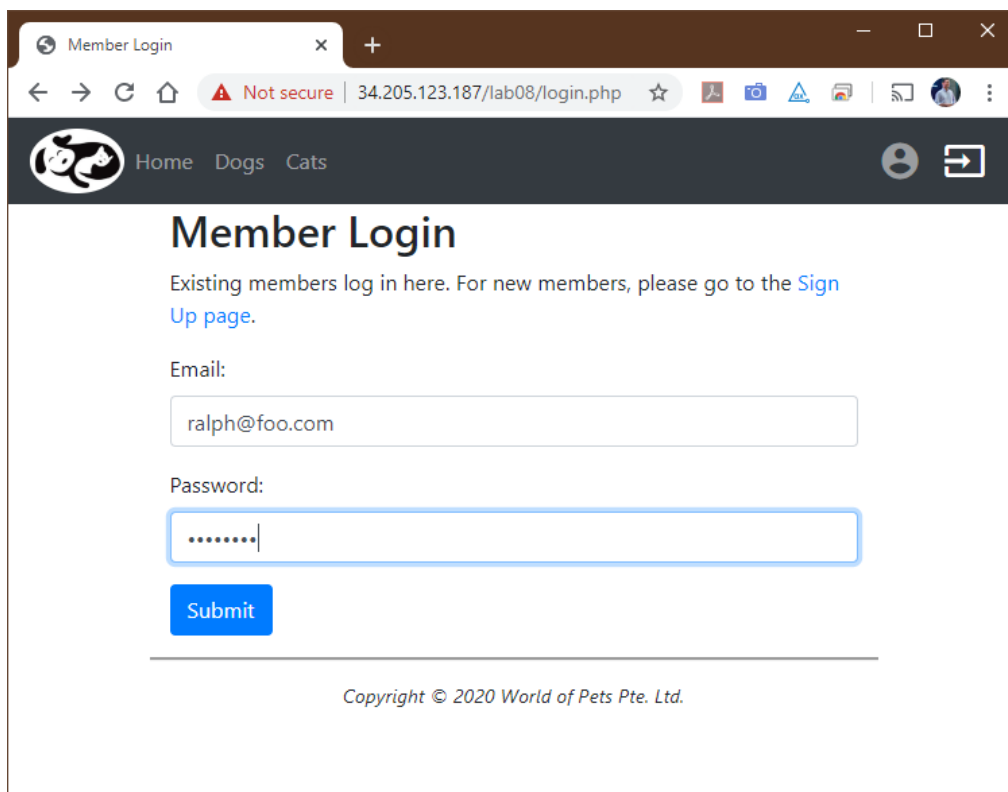 Member Login
Not secure | 34.205.123.187/lab08/login.php
Home Dogs Cats
Member Login
Existing members log in here. For new members, please go to the Sign
Up page.
Email:
ralph@foo.com
Password:
••••••••
Submit
Copyright © 2020 World of Pets Pte. Ltd.